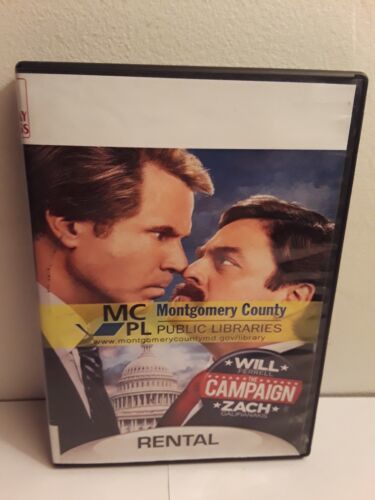 MC
PL
Montgomery County
PUBLIC LIBRARIES
www.montgomerycountymd.gov/library
WILL
FERRELL
THE
CAMPAIGN
ZACH
GALIFIANAKIS
RENTAL